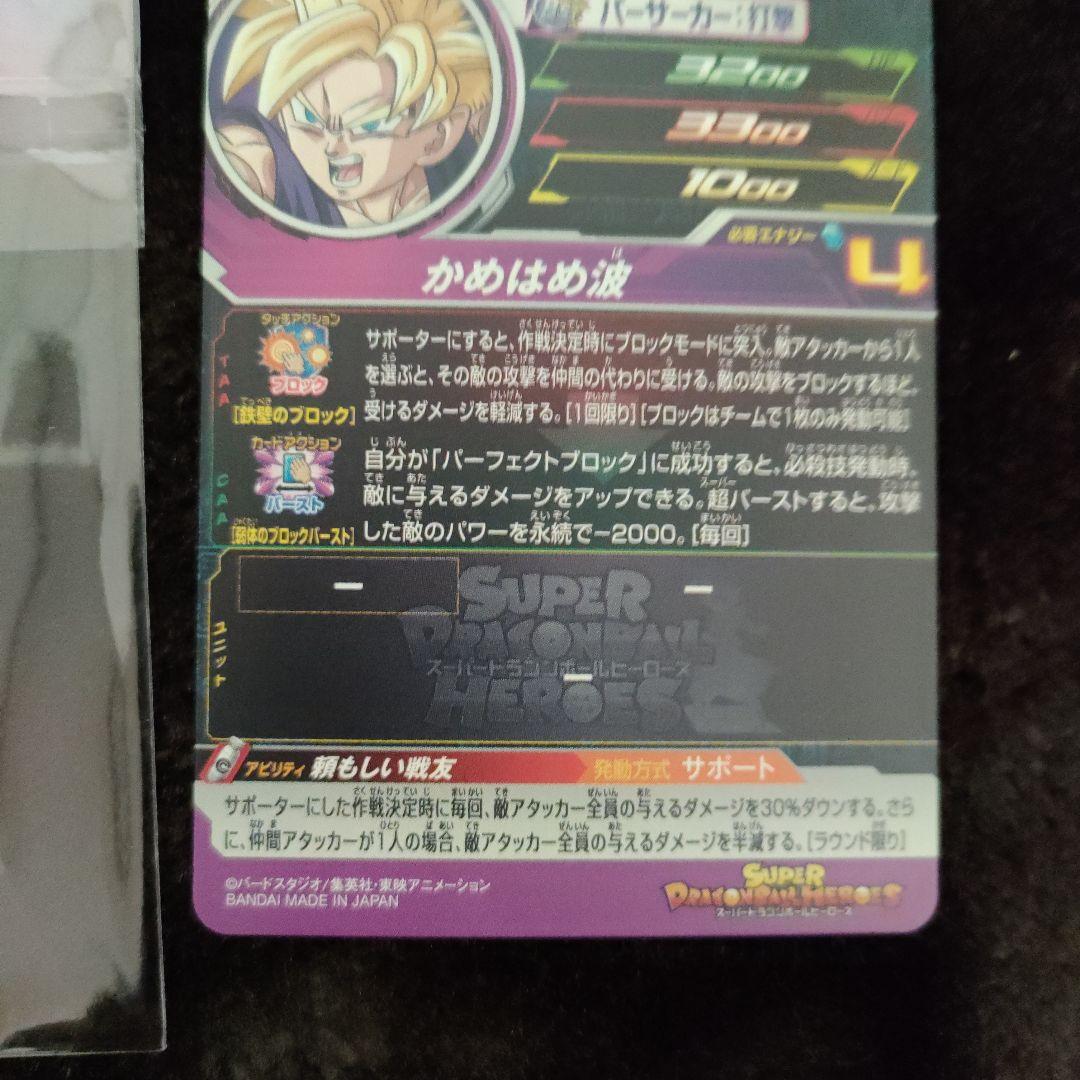 バーサーカー：打撃
3200
3300
1000
必要エナジー 4
かめはめ波
タッチアクション
TAA
ブロック
[鉄壁のブロック]
サポーターにすると、作戦決定時にブロックモードに突入。敵アタッカーから1人
を選ぶと、その敵の攻撃を仲間の代わりに受ける。敵の攻撃をブロックするほど、
受けるダメージを軽減する。[1回限り][ブロックはチームで1枚のみ発動可能]
カードアクション
CAA
バースト
[弱体のブロックバースト]
自分が「パーフェクトブロック」に成功すると、必殺技発動時、
敵に与えるダメージをアップできる。超バーストすると、攻撃
した敵のパワーを永続で−2000。[毎回]
ユニット
ー
ー
ー
SUPER
DRAGONBALL
スーパードラゴンボールヒーローズ
HEROES
アビリティ 頼もしい戦友 発動方式 サポート
サポーターにした作戦決定時に毎回、敵アタッカー全員の与えるダメージを30%ダウンする。さら
に、仲間アタッカーが1人の場合、敵アタッカー全員の与えるダメージを半減する。[ラウンド限り]
©バードスタジオ/集英社・東映アニメーション
BANDAI MADE IN JAPAN
SUPER
DRAGONBALL HEROES
スーパードラゴンボールヒーローズ